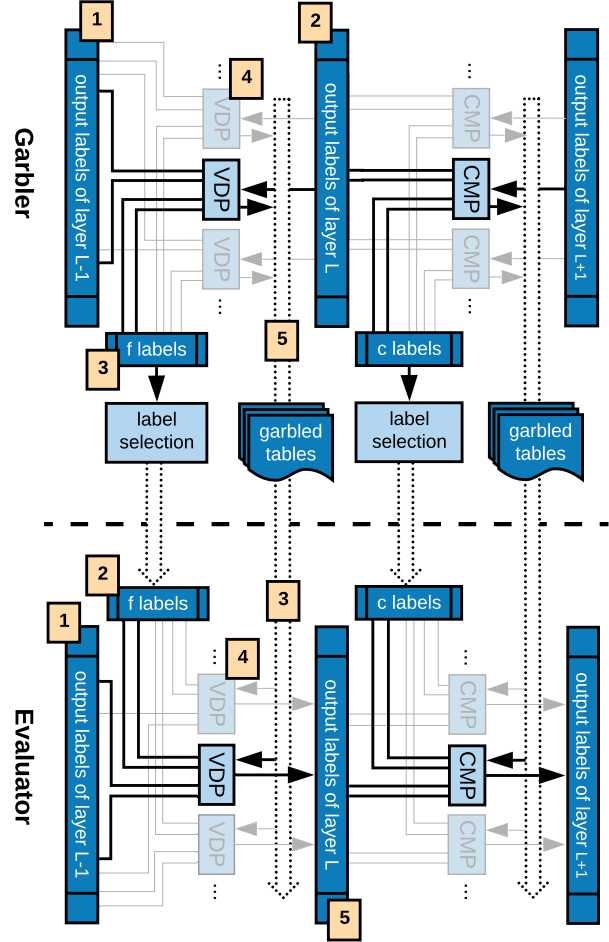 1
2
4
...
...
output labels of layer L-1
VDP
VDP
VDP
output labels of layer L
CMP
CMP
CMP
output labels of layer L+1
Garbler
...
...
5
3
f labels
c labels
label
selection
garbled
tables
label
selection
garbled
tables
2
f labels
3
c labels
1
4
...
...
output labels of layer L-1
VDP
VDP
VDP
output labels of layer L
CMP
CMP
CMP
output labels of layer L+1
Evaluator
...
...
5